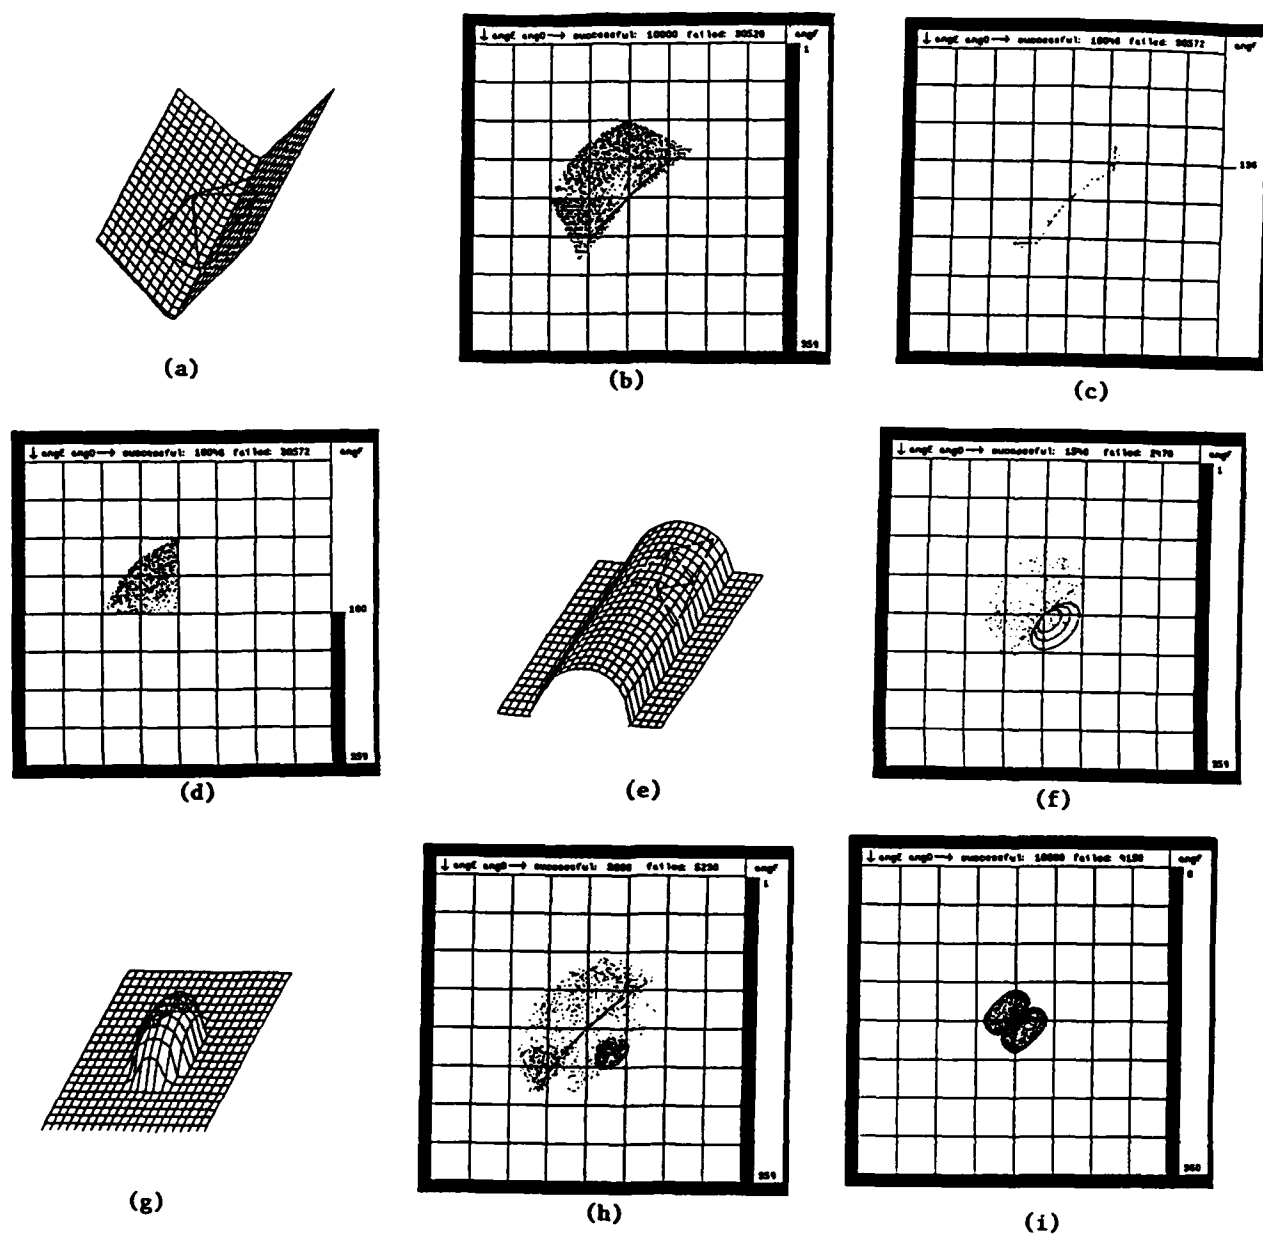 ↓ angE angD → successful: 10000 failed: 30520 angF
1
359
(a)
(b)
↓ angE angD → successful: 10046 failed: 30572 angF
136
(c)
↓ angE angD → successful: 10046 failed: 30572 angF
180
359
(d)
(e)
↓ angE angD → successful: 1546 failed: 2476 angF
1
359
(f)
(g)
↓ angE angD → successful: failed: 5230 angF
1
359
(h)
↓ angE angD → successful: 10000 failed: angF
0
360
(i)